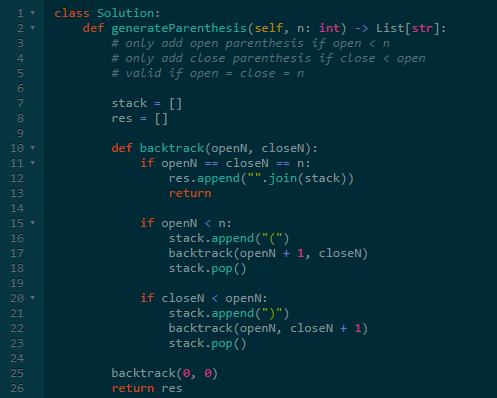 1 class Solution:
2     def generateParenthesis(self, n: int) -> List[str]:
3         # only add open parenthesis if open < n
4         # only add close parenthesis if close < open
5         # valid if open = close = n
6
7         stack = []
8         res = []
9
10         def backtrack(openN, closeN):
11             if openN == closeN == n:
12                 res.append("".join(stack))
13                 return
14
15             if openN < n:
16                 stack.append("(")
17                 backtrack(openN + 1, closeN)
18                 stack.pop()
19
20             if closeN < openN:
21                 stack.append(")")
22                 backtrack(openN, closeN + 1)
23                 stack.pop()
24
25         backtrack(0, 0)
26         return res